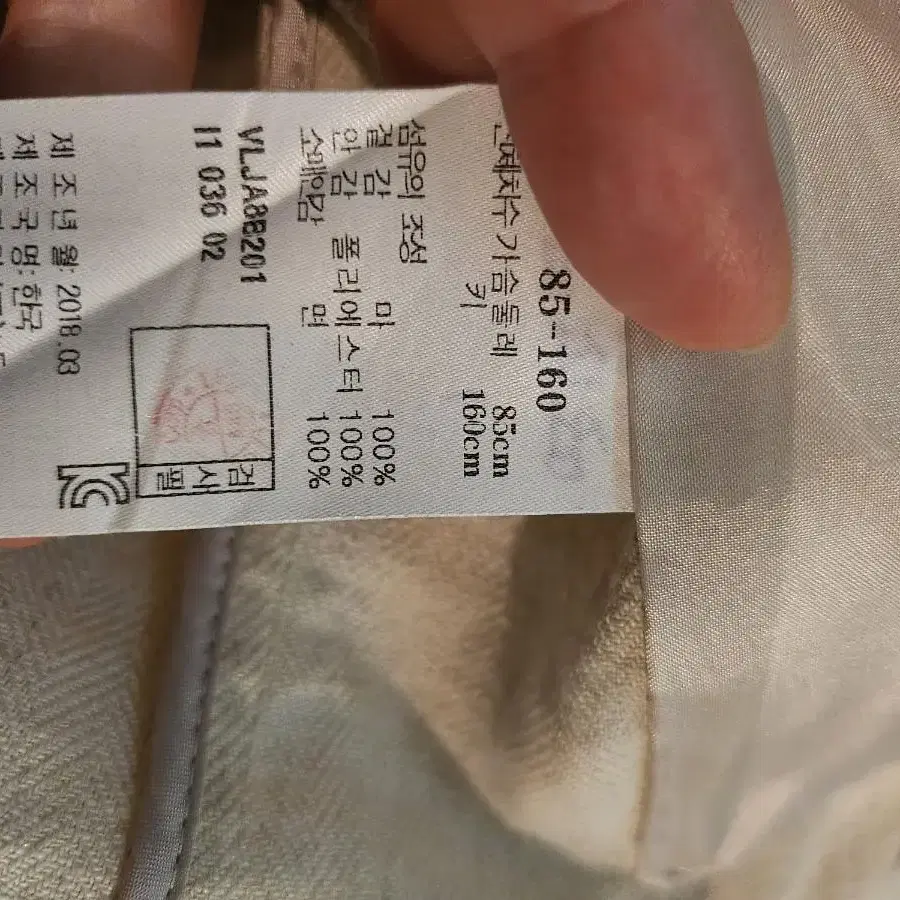 85-160
신체치수 가슴둘레 85cm
키 160cm
섬유의 조성
겉감 마 100%
안감 폴리에스터 100%
소매안감 면 100%
VLJA8B201
I1 036 02
검사필
제조년월: 2018.03
제조국명: 한국